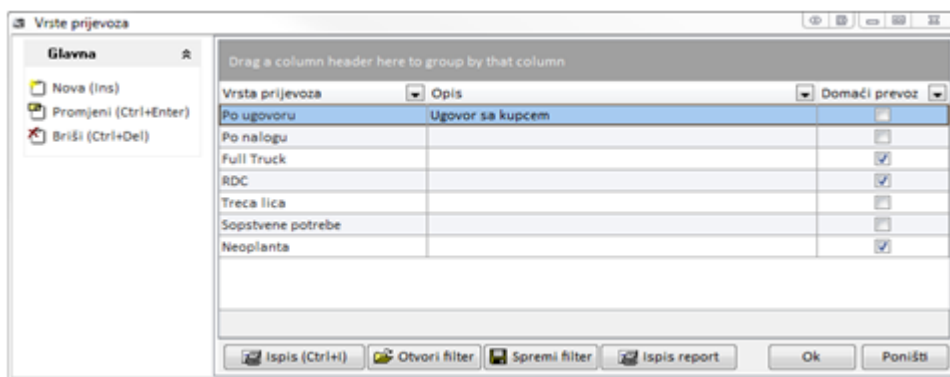 Vrste prijevoza
Glavna
Nova (Ins)
Promjeni (Ctrl+Enter)
Briši (Ctrl+Del)
Drag a column header here to group by that column
Vrsta prijevoza Opis Domaći prevoz
Po ugovoru Ugovor sa kupcem
Po nalogu
Full Truck
RDC
Treca lica
Sopstvene potrebe
Neoplanta
Ispis (Ctrl+I) Otvori filter Spremi filter Ispis report Ok Poništi